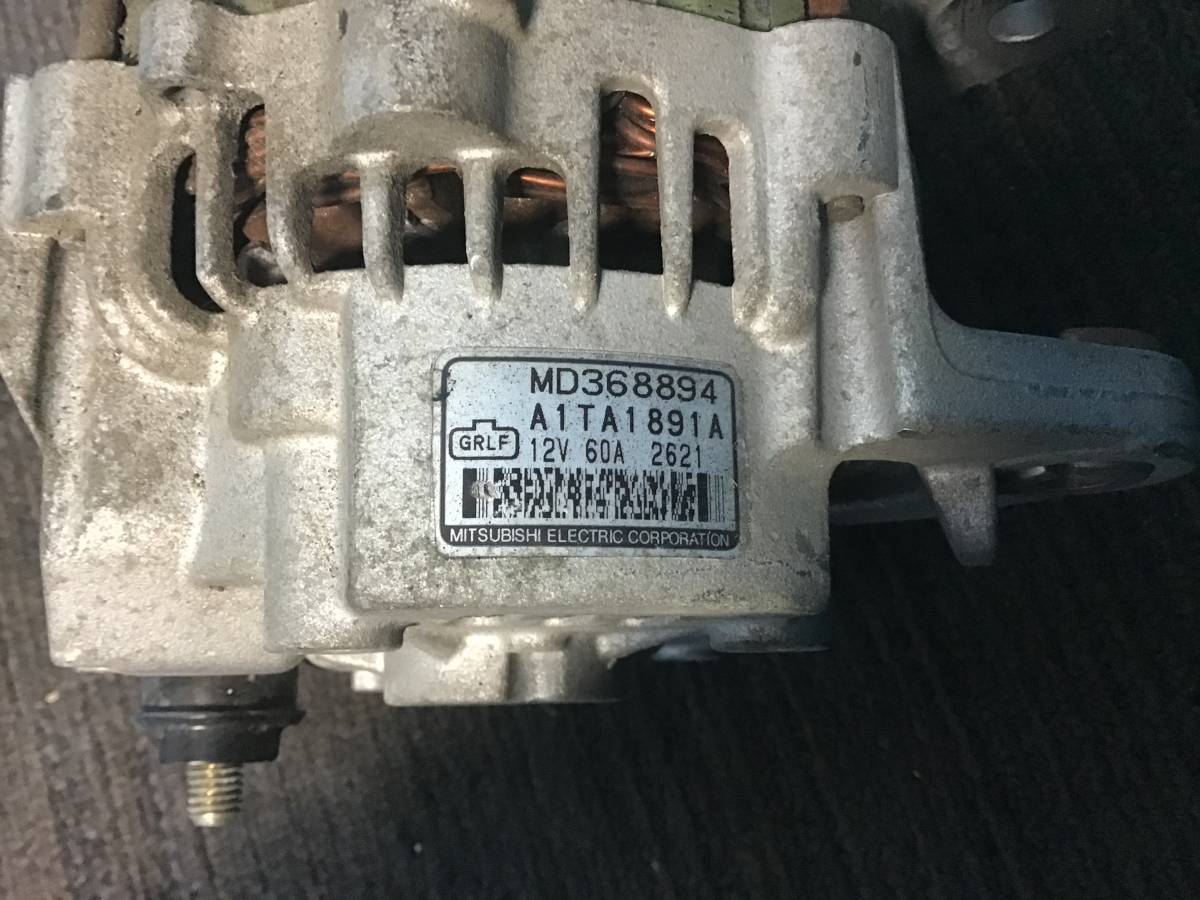 MD368894
A1TA1891A
GRLF 12V 60A 2621
MITSUBISHI ELECTRIC CORPORATION